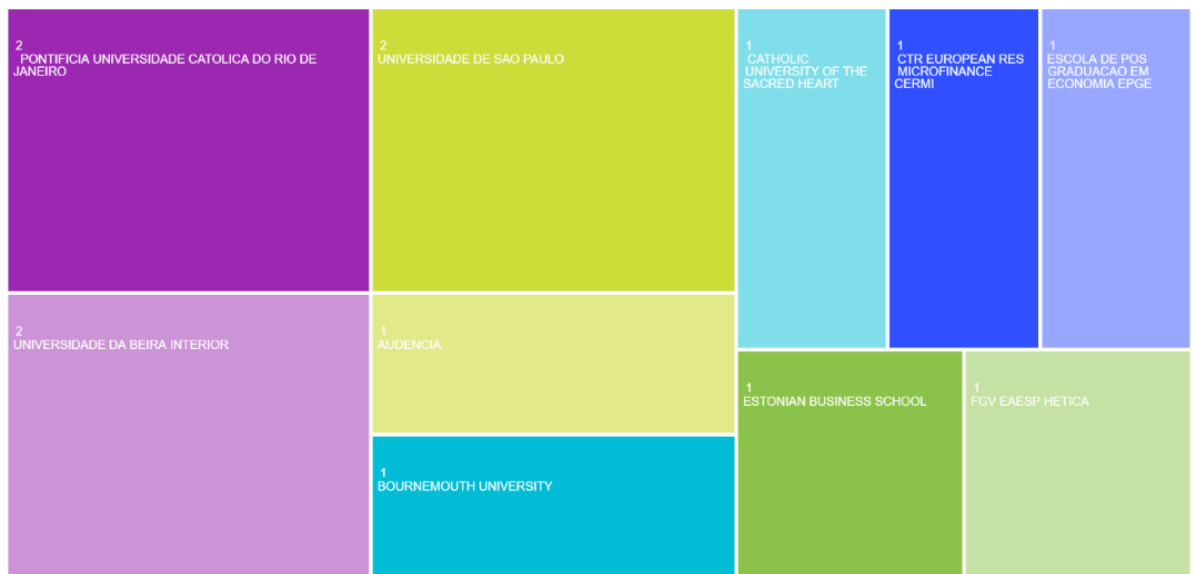 2
PONTIFICIA UNIVERSIDADE CATOLICA DO RIO DE
JANEIRO
2
UNIVERSIDADE DE SAO PAULO
1
CATHOLIC
UNIVERSITY OF THE
SACRED HEART
1
CTR EUROPEAN RES
MICROFINANCE
CERMI
1
ESCOLA DE POS
GRADUACAO EM
ECONOMIA EPGE
2
UNIVERSIDADE DA BEIRA INTERIOR
1
AUDENCIA
1
BOURNEMOUTH UNIVERSITY
1
ESTONIAN BUSINESS SCHOOL
1
FGV EAESP HETICA